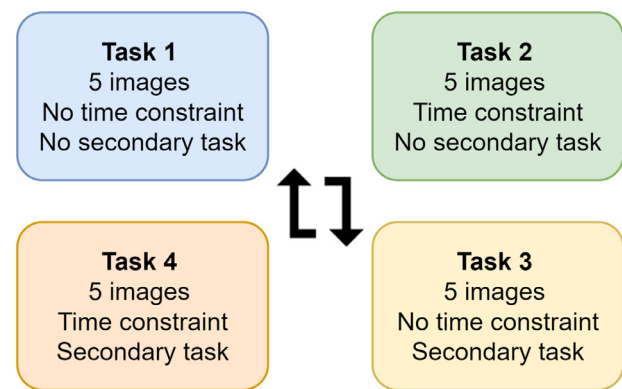 Task 1
5 images
No time constraint
No secondary task
Task 2
5 images
Time constraint
No secondary task
Task 4
5 images
Time constraint
Secondary task
Task 3
5 images
No time constraint
Secondary task